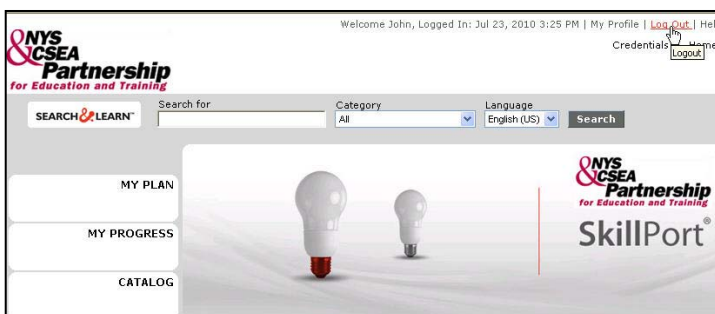 Welcome John, Logged In: Jul 23, 2010 3:25 PM | My Profile | Log Out | Hel
Credentials Home
Logout
NYS
& CSEA
Partnership
for Education and Training
SEARCH & LEARN™
Search for
Category
Language
All
English (US)
Search
MY PLAN
MY PROGRESS
CATALOG
NYS
& CSEA
Partnership
for Education and Training
SkillPort®